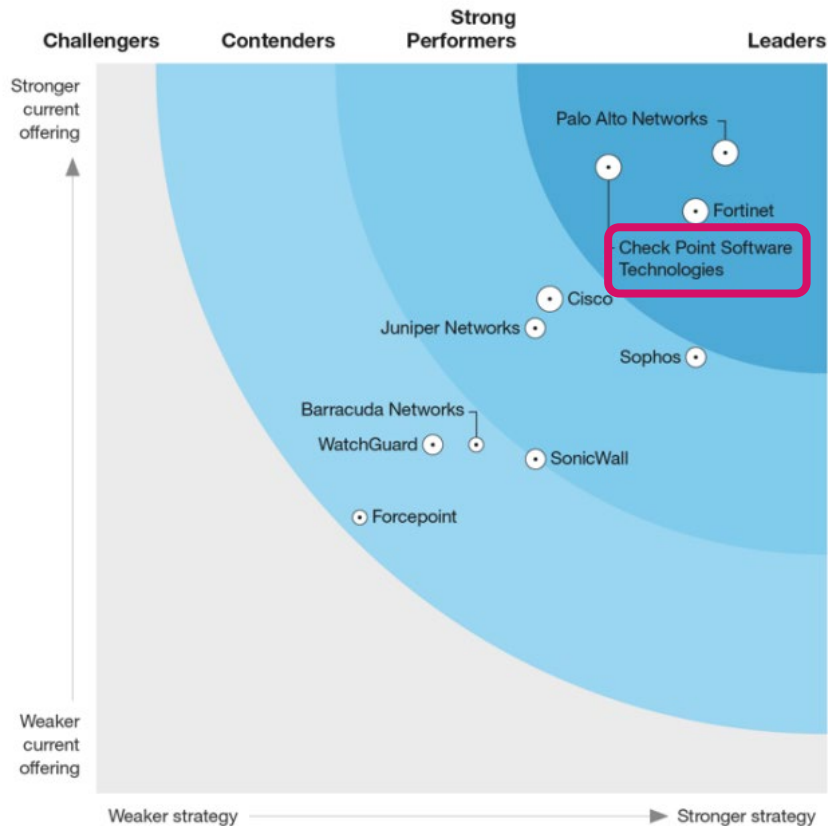 Challengers
Contenders
Strong
Performers
Leaders
Stronger
current
offering
Palo Alto Networks
Fortinet
Check Point Software
Technologies
Cisco
Juniper Networks
Sophos
Barracuda Networks
WatchGuard
SonicWall
Forcepoint
Weaker
current
offering
Weaker strategy
Stronger strategy